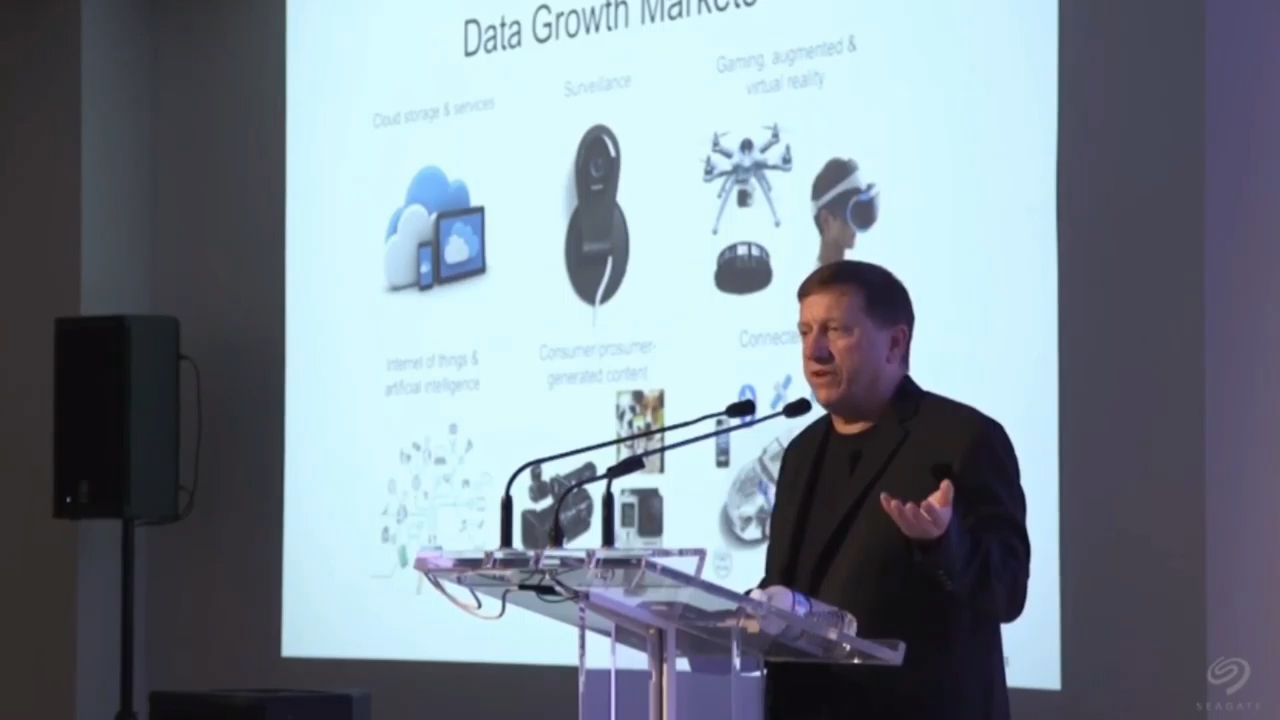 Data Growth Markets
Cloud storage & services
Surveillance
Gaming, augmented &
virtual reality
Internet of things &
artificial intelligence
Consumer prosumer-
generated content
SEAGATE